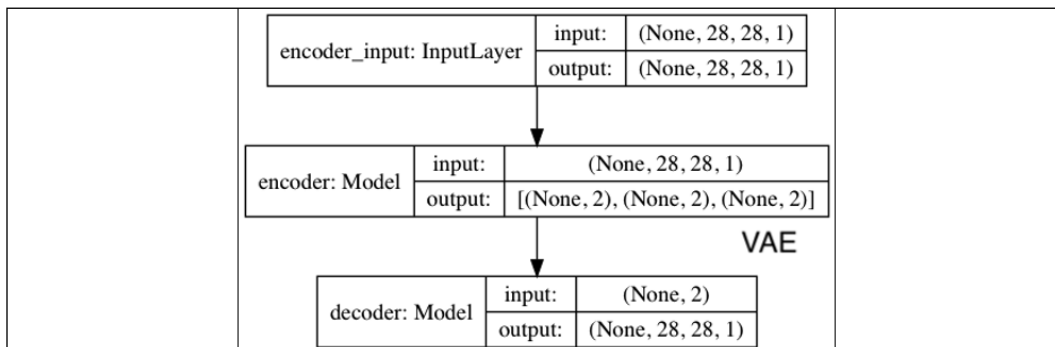 encoder_input: InputLayer
input: (None, 28, 28, 1)
output: (None, 28, 28, 1)
encoder: Model
input: (None, 28, 28, 1)
output: [(None, 2), (None, 2), (None, 2)]
VAE
decoder: Model
input: (None, 2)
output: (None, 28, 28, 1)